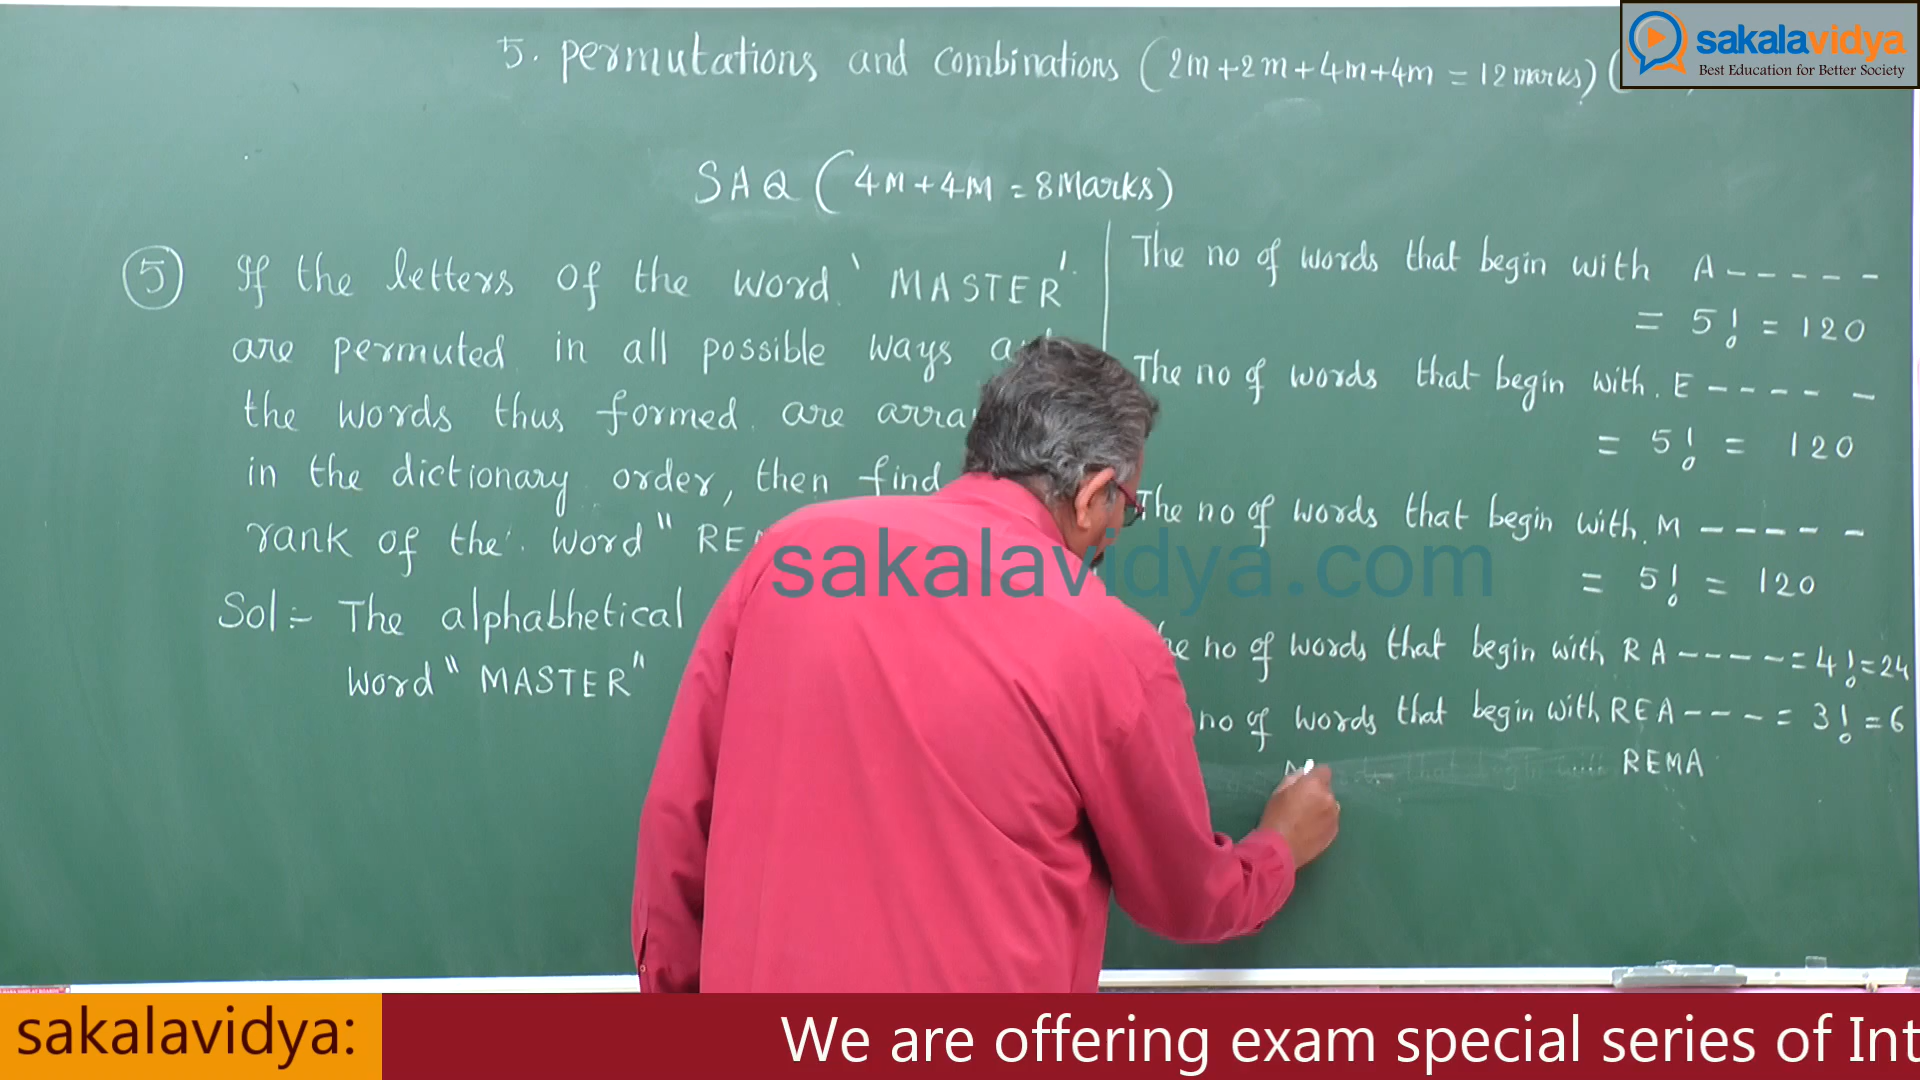 sakalavidya
Best Education for Better Society
5. permutations and combinations (2m+2m+4m+4m = 12marks) (
SAQ (4M+4M = 8Marks)
5 If the letters of the word 'MASTER'
are permuted in all possible ways
the words thus formed are
in the dictionary order, then find
rank of the word "
Sol:- The alphabhetical
word "MASTER"
The no of words that begin with A - - - - -
= 5! = 120
The no of words that begin with. E - - - - -
= 5! = 120
The no of words that begin with. M - - - - -
= 5! = 120
no of words that begin with RA - - - - = 4! = 24
no of words that begin with REA - - - = 3! = 6
REMA
sakalavidya.com
sakalavidya:
We are offering exam special series of Int